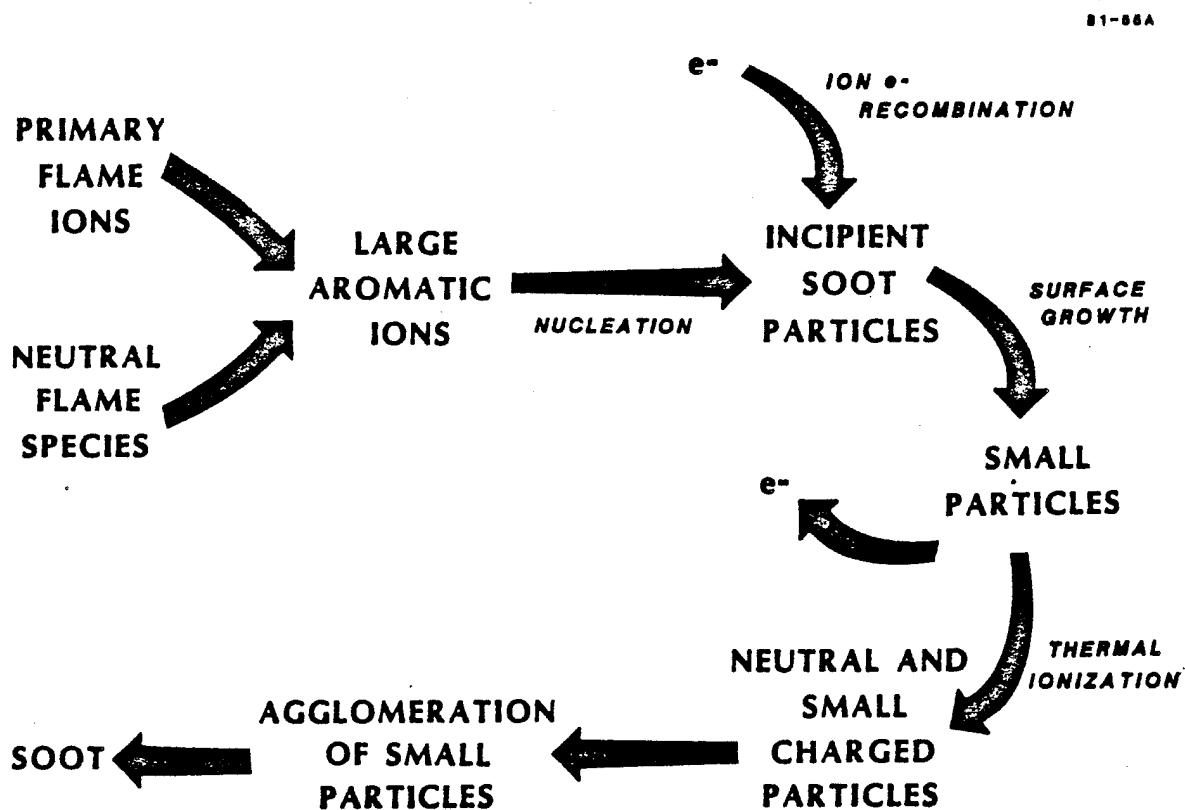 81-66A
PRIMARY
FLAME
IONS
NEUTRAL
FLAME
SPECIES
LARGE
AROMATIC
IONS
NUCLEATION
e-
ION e-
RECOMBINATION
INCIPIENT
SOOT
PARTICLES
SURFACE
GROWTH
SMALL
PARTICLES
e-
THERMAL
IONIZATION
NEUTRAL AND
SMALL
CHARGED
PARTICLES
AGGLOMERATION
OF SMALL
PARTICLES
SOOT